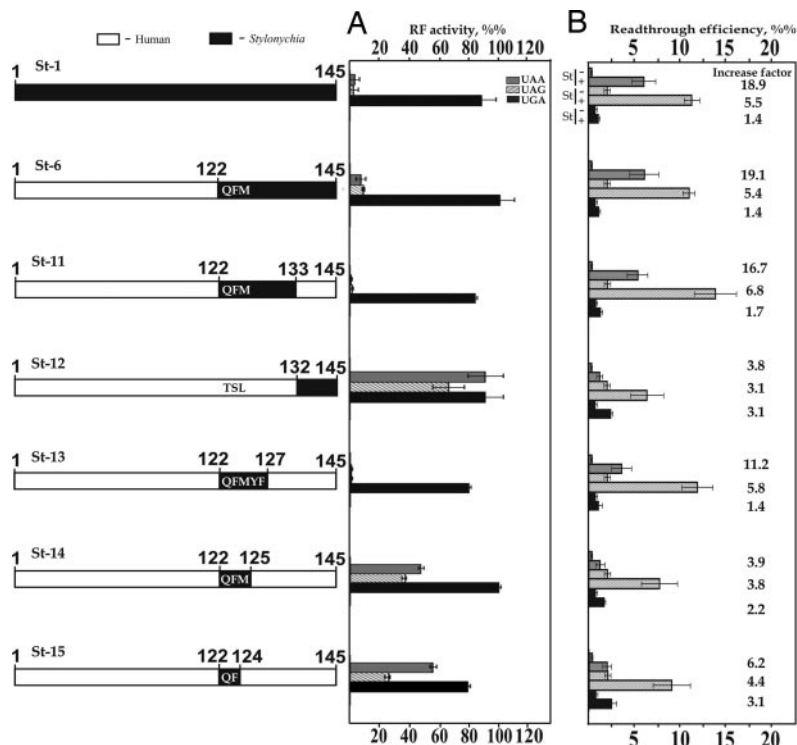 A
B
– Human
– Stylonychia
RF activity, %%
20 40 60 80 100 120
Readthrough efficiency, %%
5 10 15 20
UAA
UAG
UGA
Increase factor
St – +
St – +
St – +
1 St-1 145
18.9
5.5
1.4
1 St-6 122 145
QFM
19.1
5.4
1.4
1 St-11 122 133 145
QFM
16.7
6.8
1.7
1 St-12 132 145
TSL
3.8
3.1
3.1
1 St-13 122 127 145
QFMYF
11.2
5.8
1.4
1 St-14 122 125 145
QFM
3.9
3.8
2.2
1 St-15 122 124 145
QF
6.2
4.4
3.1
20 40 60 80 100 120
5 10 15 20